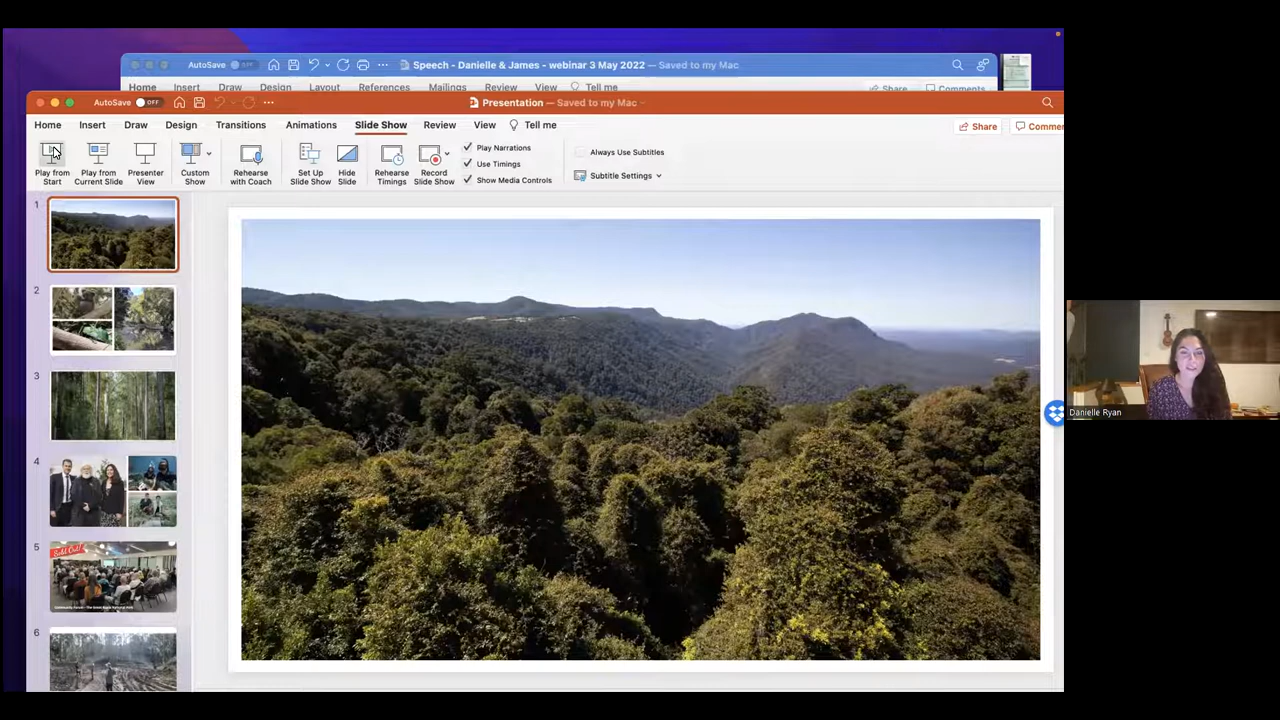 AutoSave OFF Speech - Danielle & James - webinar 3 May 2022 — Saved to my Mac
Home Insert Draw Design Layout References Mailings Review View Tell me Share Comments
AutoSave OFF Presentation — Saved to my Mac
Home Insert Draw Design Transitions Animations Slide Show Review View Tell me Share Commen
Play from Start
Play from Current Slide
Presenter View
Custom Show
Rehearse with Coach
Set Up Slide Show
Hide Slide
Rehearse Timings
Record Slide Show
Play Narrations
Use Timings
Show Media Controls
Always Use Subtitles
Subtitle Settings
1
2
3
4
5
Sold Out!
6
Danielle Ryan